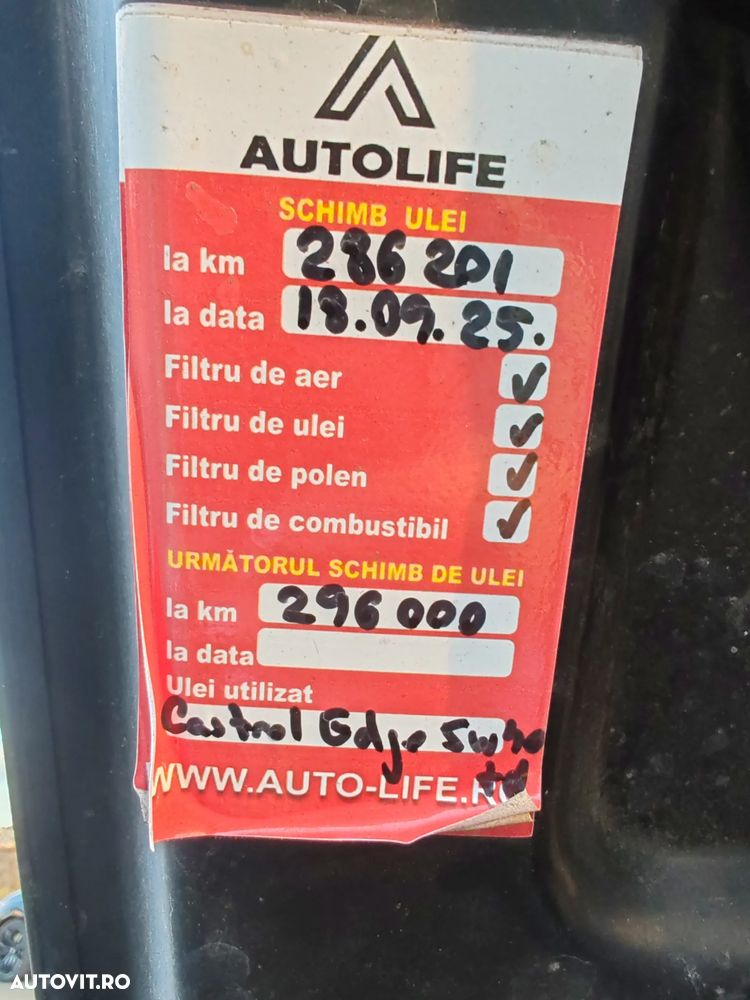 AUTOLIFE
SCHIMB ULEI
la km 286 201
la data 18.09.25.
Filtru de aer ✓
Filtru de ulei ✓
Filtru de polen ✓
Filtru de combustibil ✓
URMĂTORUL SCHIMB DE ULEI
la km 296 000
la data
Ulei utilizat
Castrol Edge 5w40
td
WWW.AUTO-LIFE.RO
AUTOVIT.RO